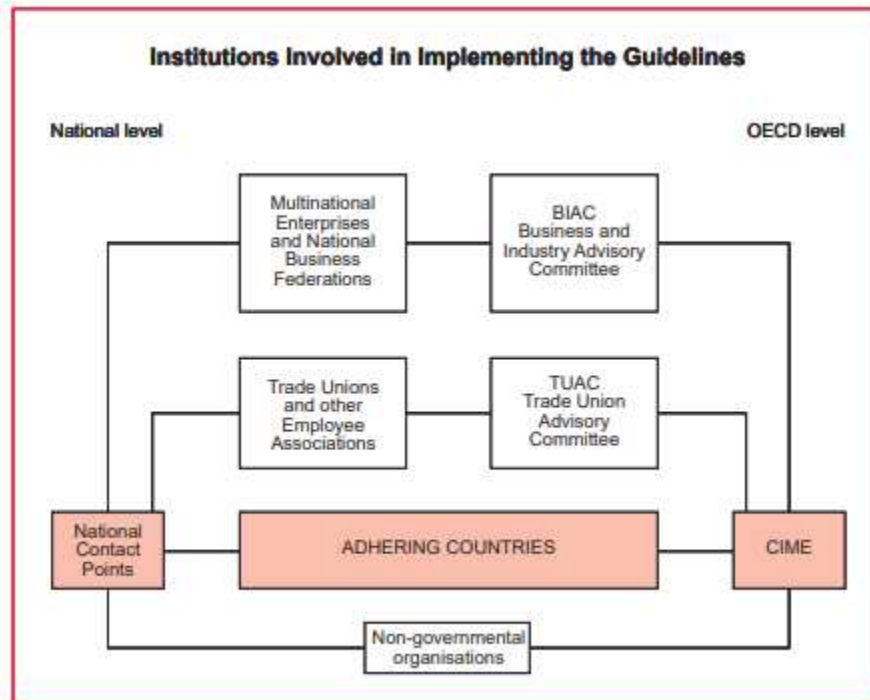 Institutions Involved in Implementing the Guidelines
National level
OECD level
Multinational
Enterprises
and National
Business
Federations
BIAC
Business and
Industry Advisory
Committee
Trade Unions
and other
Employee
Associations
TUAC
Trade Union
Advisory
Committee
National
Contact
Points
ADHERING COUNTRIES
CIME
Non-governmental
organisations